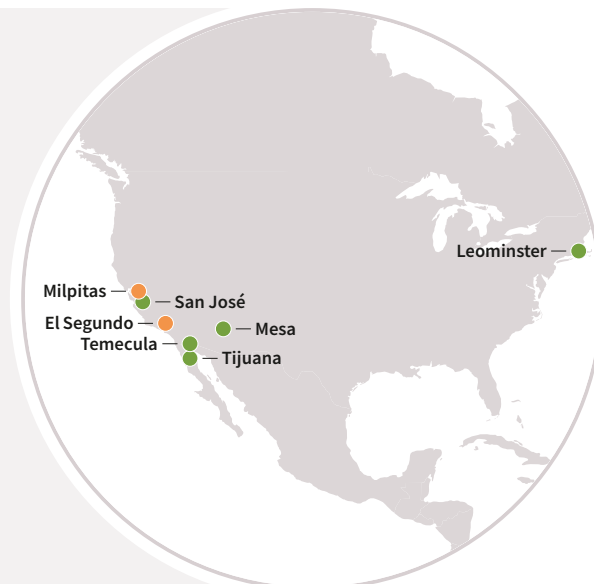 Leominster
Milpitas
San José
El Segundo
Mesa
Temecula
Tijuana